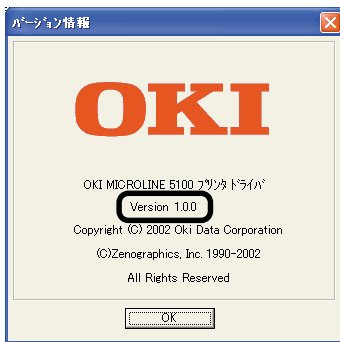 バージョン情報
OKI
OKI MICROLINE 5100 プリンタ ドライバ
Version 1.0.0
Copyright (C) 2002 Oki Data Corporation
(C)Zenographics, Inc. 1990-2002
All Rights Reserved
OK